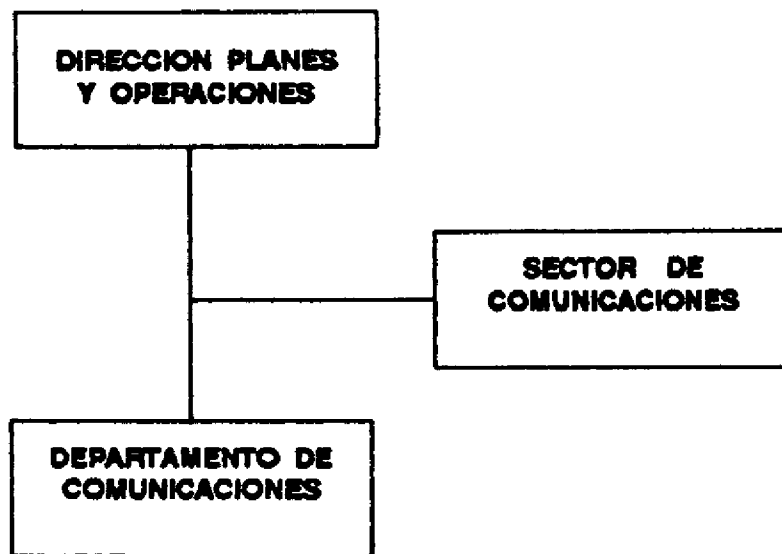 DIRECCION PLANES
Y OPERACIONES
SECTOR DE
COMUNICACIONES
DEPARTAMENTO DE
COMUNICACIONES